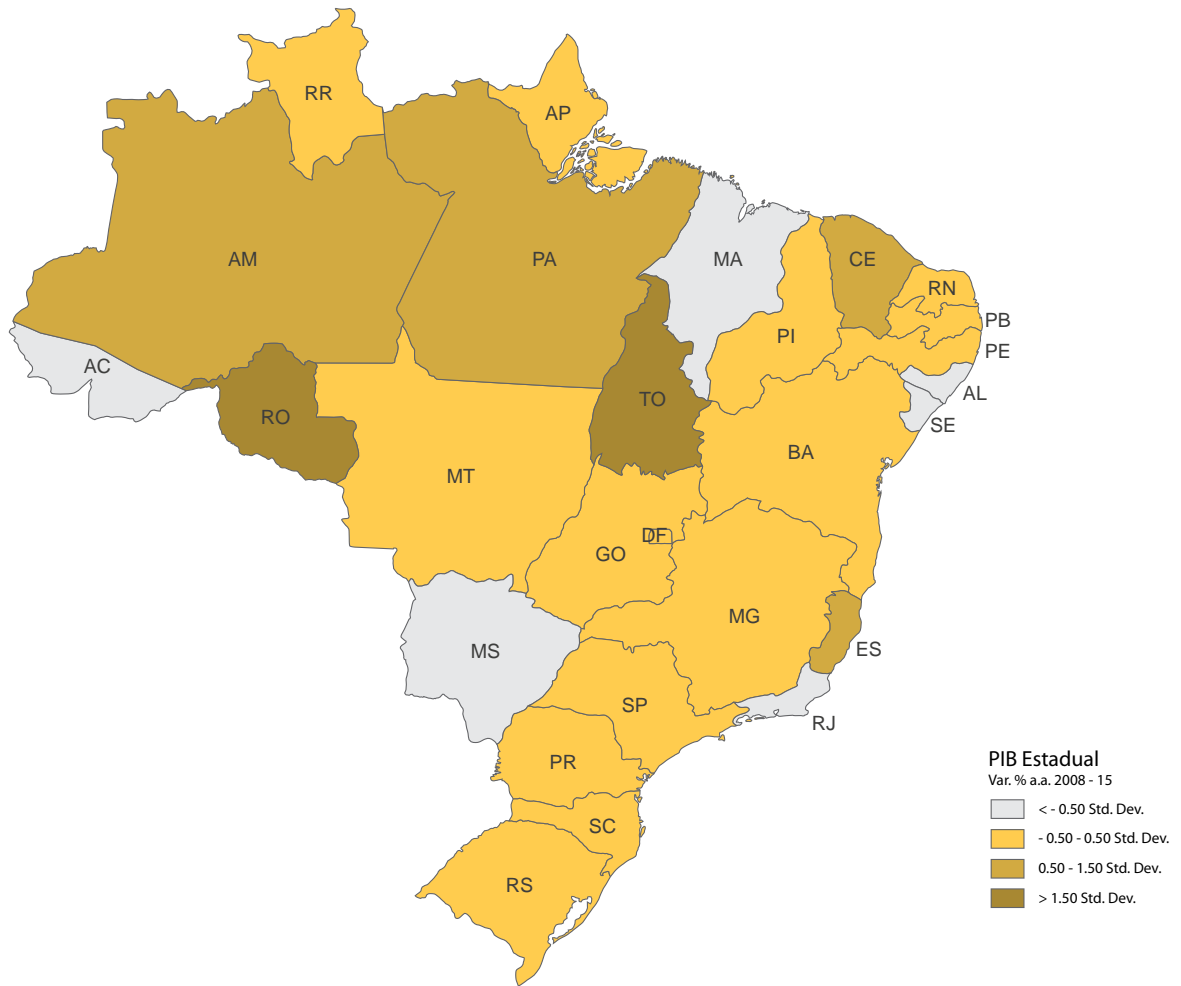 RR
AP
AM
PA
MA
CE
RN
PB
PI
PE
AC
AL
TO
RO
SE
BA
MT
DF
GO
MG
ES
MS
SP
RJ
PR
SC
RS
PIB Estadual
Var. % a.a. 2008 - 15
< - 0.50 Std. Dev.
- 0.50 - 0.50 Std. Dev.
0.50 - 1.50 Std. Dev.
> 1.50 Std. Dev.